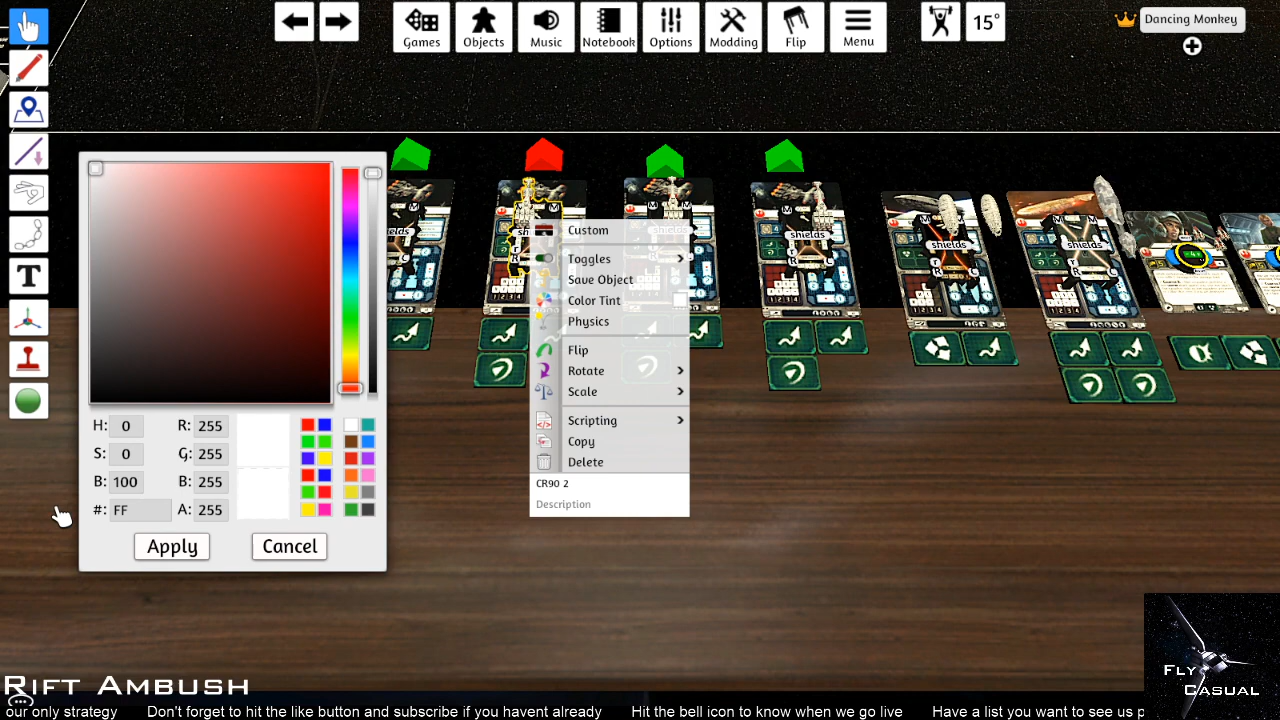 Games
Objects
Music
Notebook
Options
Modding
Flip
Menu
15°
Dancing Monkey
T
M
M
M
M
M
shields
shields
shields
shields
shields
Custom
Toggles
Save Object
Color Tint
Physics
Flip
Rotate
Scale
Scripting
Copy
Delete
CR90 2
Description
H: 0 R: 255
S: 0 G: 255
B: 100 B: 255
#: FF A: 255
Apply Cancel
Rift Ambush
Fly
Casual
our only strategy Don't forget to hit the like button and subscribe if you havent already Hit the bell icon to know when we go live Have a list you want to see us p